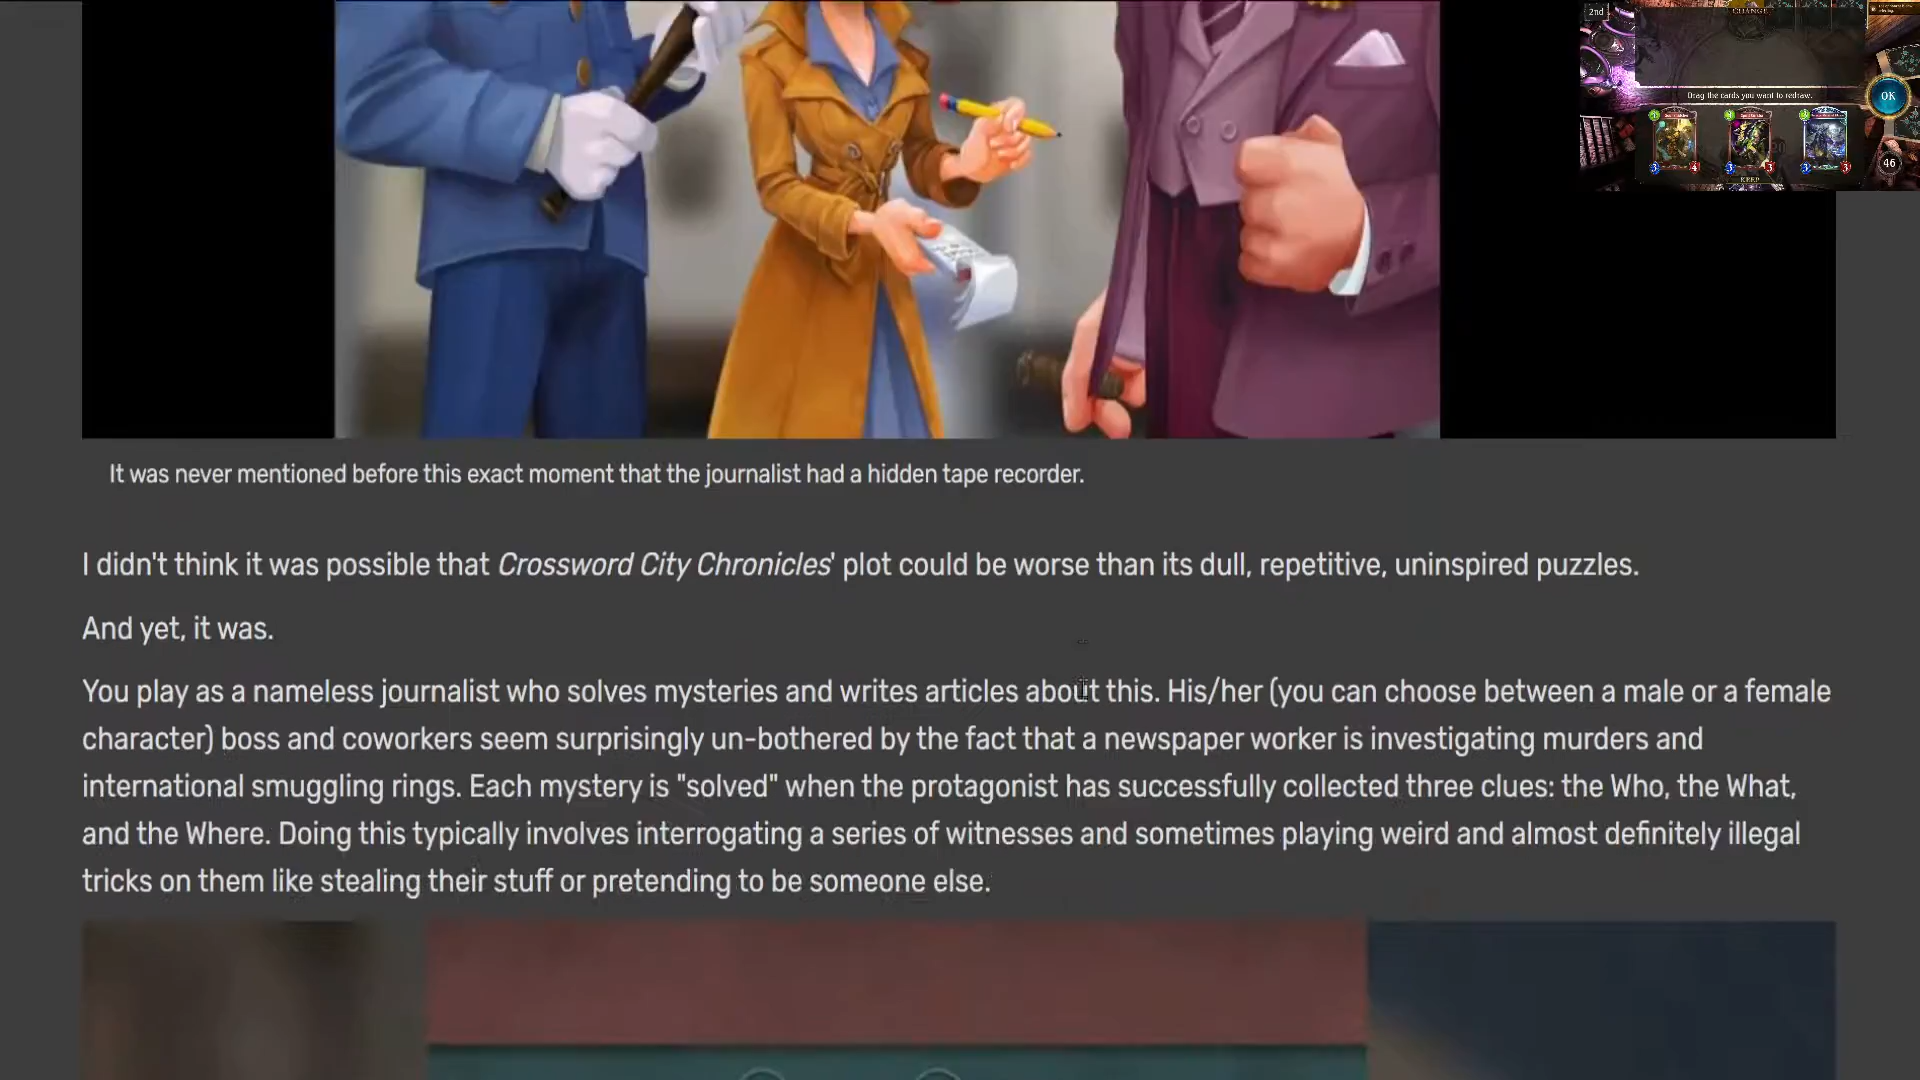 2nd
CHANGE
Drag the cards you want to redraw.
OK
KEEP
46
It was never mentioned before this exact moment that the journalist had a hidden tape recorder.
I didn't think it was possible that Crossword City Chronicles' plot could be worse than its dull, repetitive, uninspired puzzles.
And yet, it was.
You play as a nameless journalist who solves mysteries and writes articles about this. His/her (you can choose between a male or a female
character) boss and coworkers seem surprisingly un-bothered by the fact that a newspaper worker is investigating murders and
international smuggling rings. Each mystery is "solved" when the protagonist has successfully collected three clues: the Who, the What,
and the Where. Doing this typically involves interrogating a series of witnesses and sometimes playing weird and almost definitely illegal
tricks on them like stealing their stuff or pretending to be someone else.